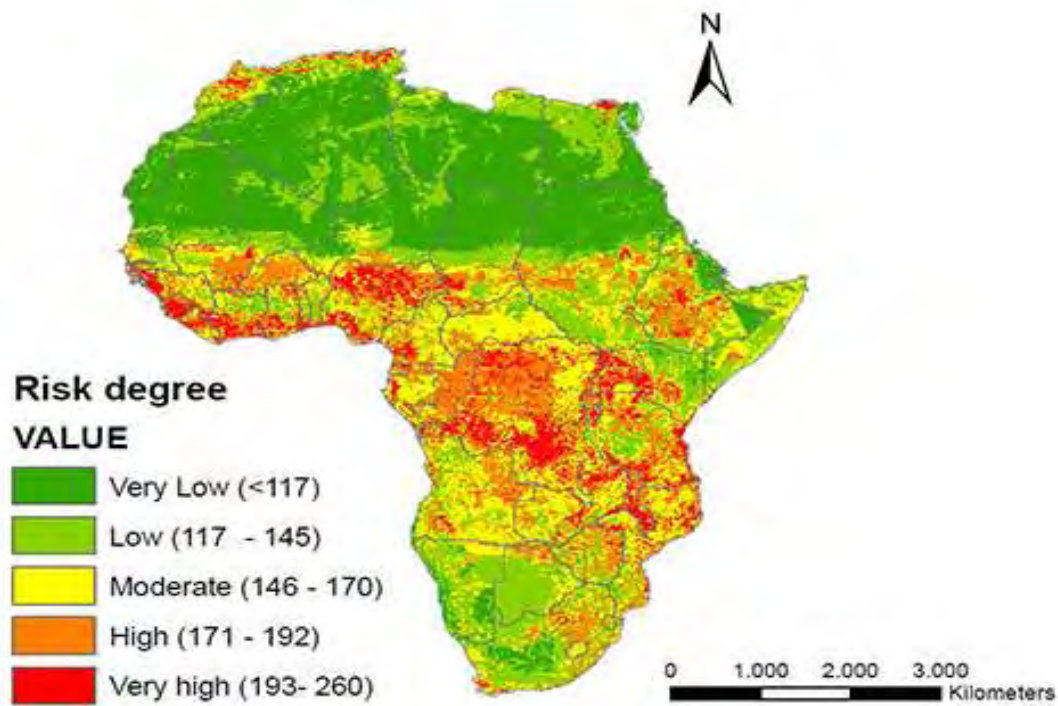 N
Risk degree
VALUE
Very Low (<117)
Low (117 - 145)
Moderate (146 - 170)
High (171 - 192)
Very high (193- 260)
0 1.000 2.000 3.000
Kilometers